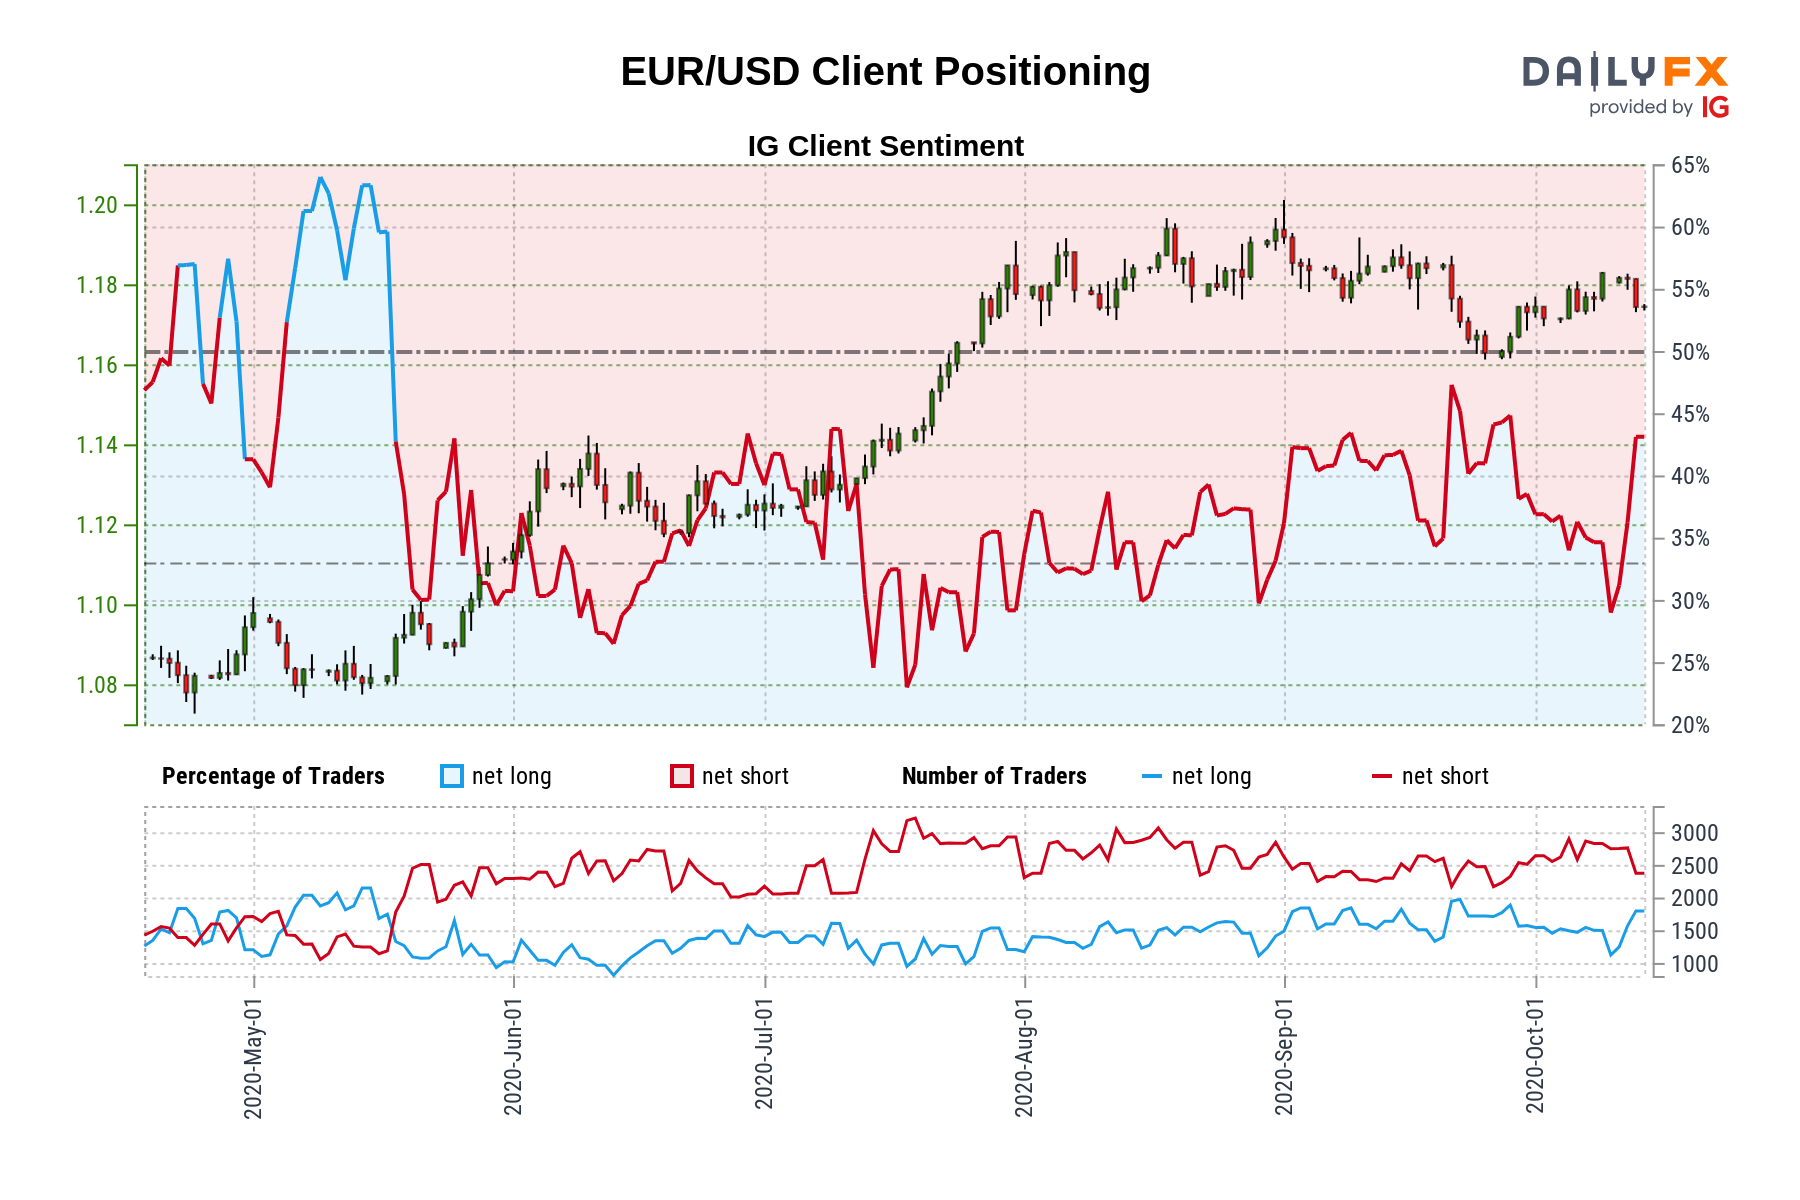 EUR/USD Client Positioning
DAILYFX
provided by IG
IG Client Sentiment
1.20
1.18
1.16
1.14
1.12
1.10
1.08
65%
60%
55%
50%
45%
40%
35%
30%
25%
20%
Percentage of Traders net long net short Number of Traders net long net short
3000
2500
2000
1500
1000
2020-May-01
2020-Jun-01
2020-Jul-01
2020-Aug-01
2020-Sep-01
2020-Oct-01